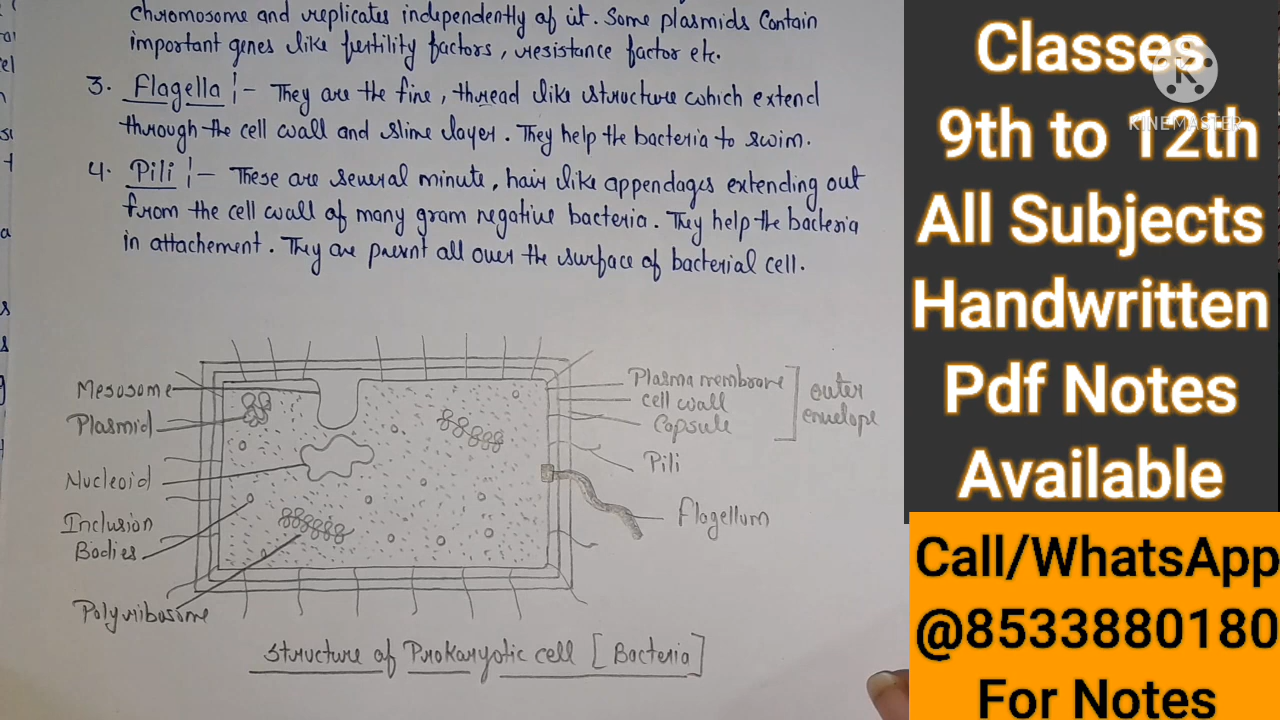 chromosome and replicates independently of it. Some plasmids contain
important genes like fertility factors, resistance factor etc.
3. Flagella :- They are the fine, thread like structure which extend
through the cell wall and slime layer. They help the bacteria to swim.
4. Pili :- These are several minute, hair like appendages extending out
from the cell wall of many gram negative bacteria. They help the bacteria
in attachement. They are pesent all over the surface of bacterial cell.
Mesosome
Plasmid
Nucleoid
Inclusion
Bodies
Polyribosome
Plasma membrane
cell wall
Capsule
outer
envelope
Pili
flagellum
Structure of Prokaryotic cell [Bacteria]
Classes
9th to 12th
All Subjects
Handwritten
Pdf Notes
Available
Call/WhatsApp
@8533880180
For Notes
K
KINEMASTER